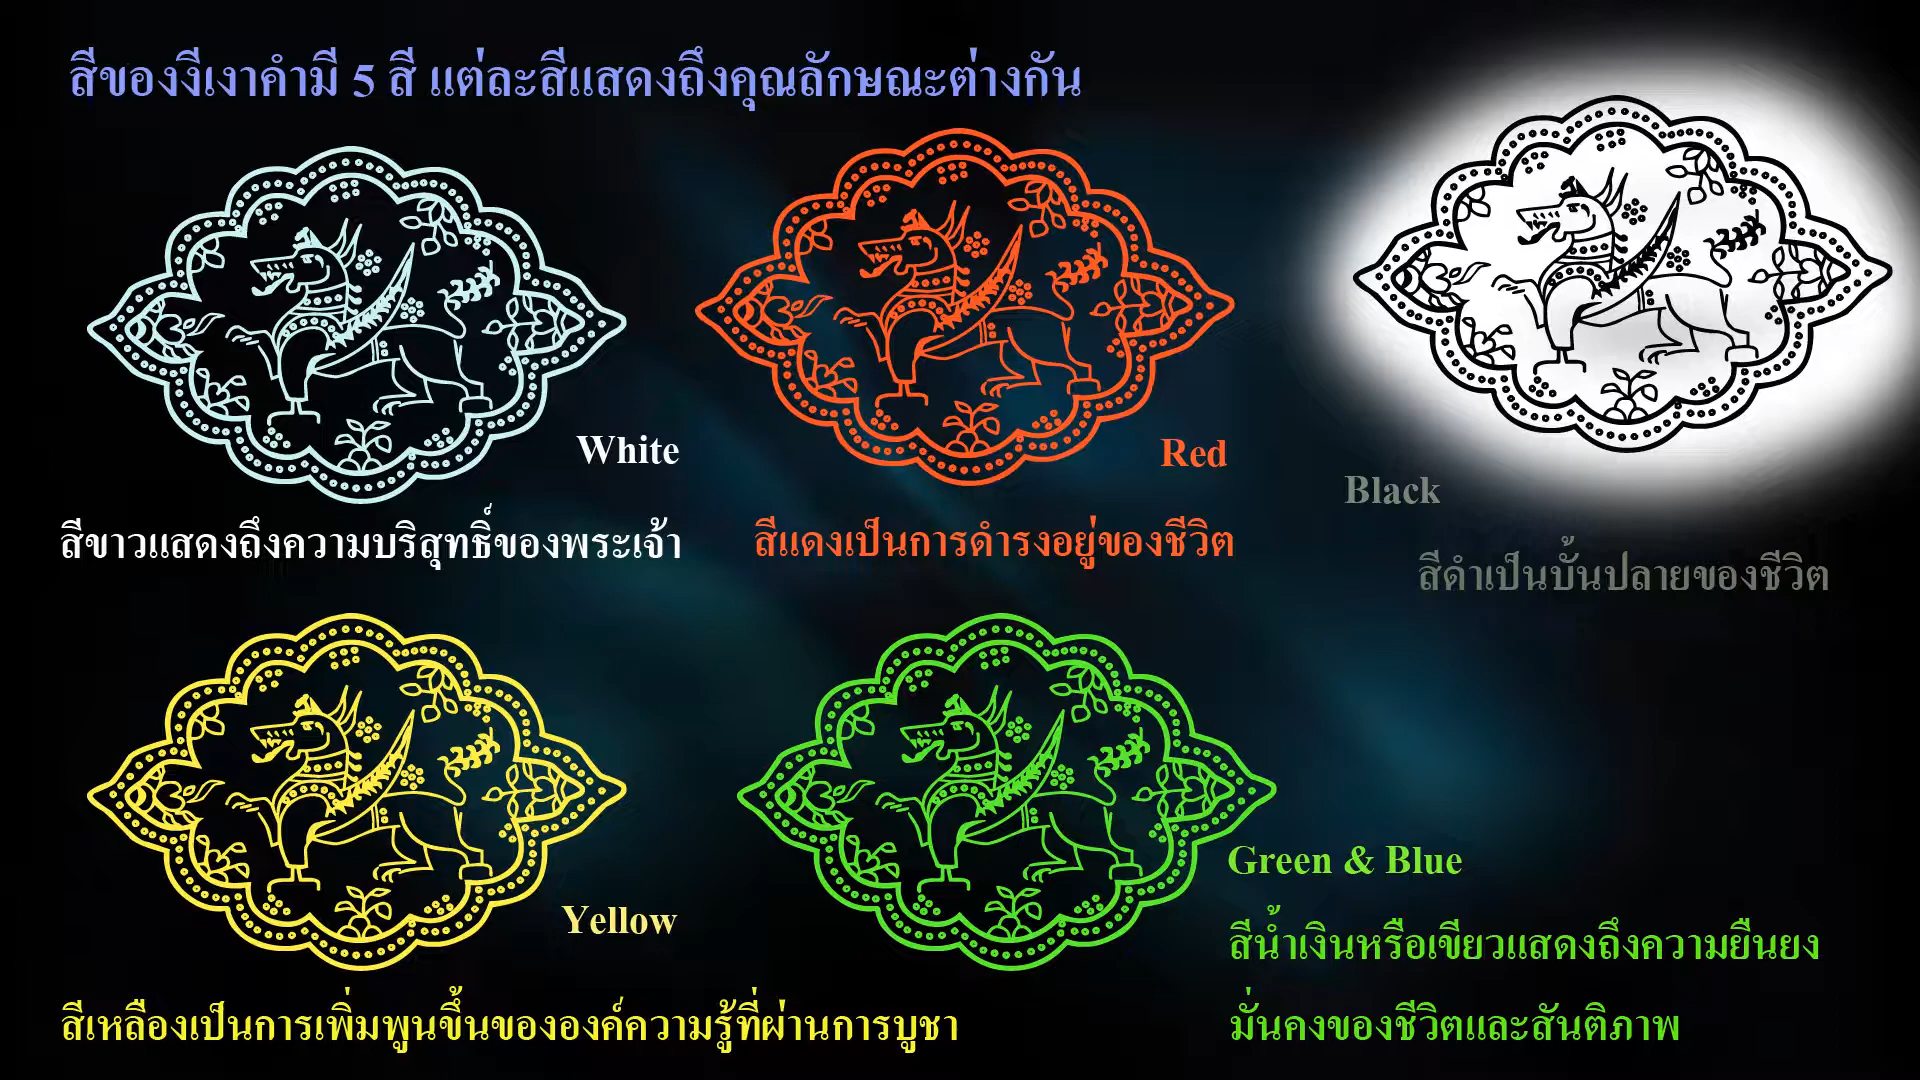 สีของงีเงาคำมี 5 สี แต่ละสีแสดงถึงคุณลักษณะต่างกัน
White
สีขาวแสดงถึงความบริสุทธิ์ของพระเจ้า
Red
สีแดงเป็นการดำรงอยู่ของชีวิต
Black
สีดำเป็นบั้นปลายของชีวิต
Yellow
สีเหลืองเป็นการเพิ่มพูนขึ้นขององค์ความรู้ที่ผ่านการบูชา
Green & Blue
สีน้ำเงินหรือเขียวแสดงถึงความยืนยง
มั่นคงของชีวิตและสันติภาพ